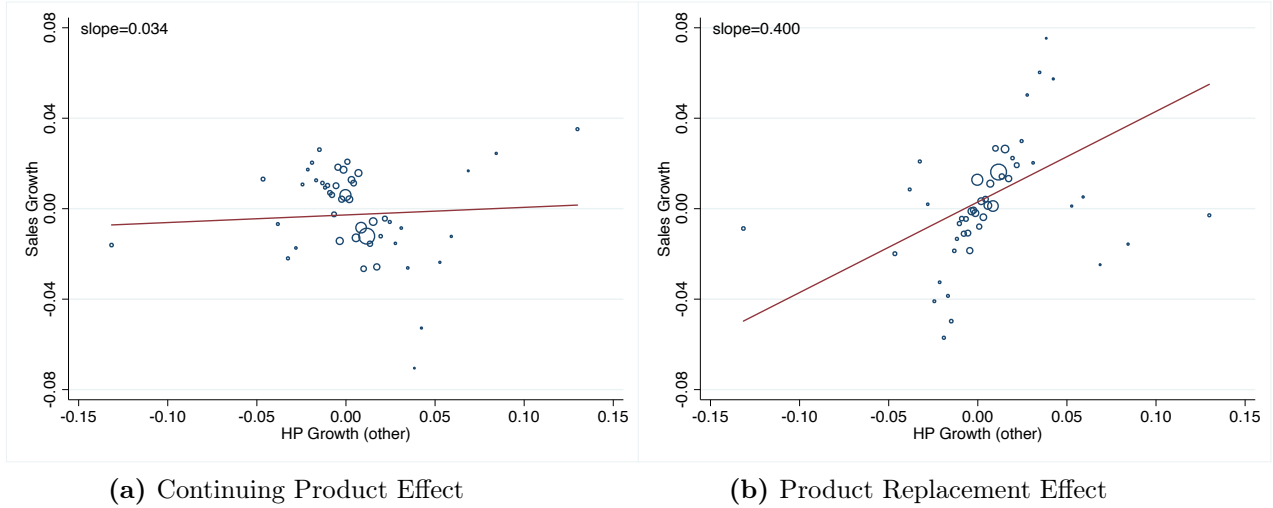 slope=0.034
Sales Growth
0.08
0.04
0.00
-0.04
-0.08
-0.15 -0.10 -0.05 0.00 0.05 0.10 0.15
HP Growth (other)
(a) Continuing Product Effect
slope=0.400
Sales Growth
0.08
0.04
0.00
-0.04
-0.08
-0.15 -0.10 -0.05 0.00 0.05 0.10 0.15
HP Growth (other)
(b) Product Replacement Effect